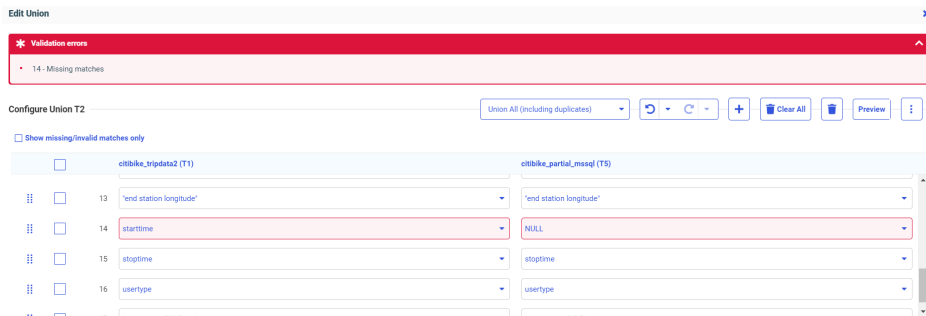 Edit Union
Validation errors
14 - Missing matches
Configure Union T2
Union All (including duplicates)
Clear All
Preview
Show missing/invalid matches only
citibike_tripdata2 (T1)
citibike_partial_mssql (T5)
13 "end station longitude" "end station longitude"
14 starttime NULL
15 stoptime stoptime
16 usertype usertype